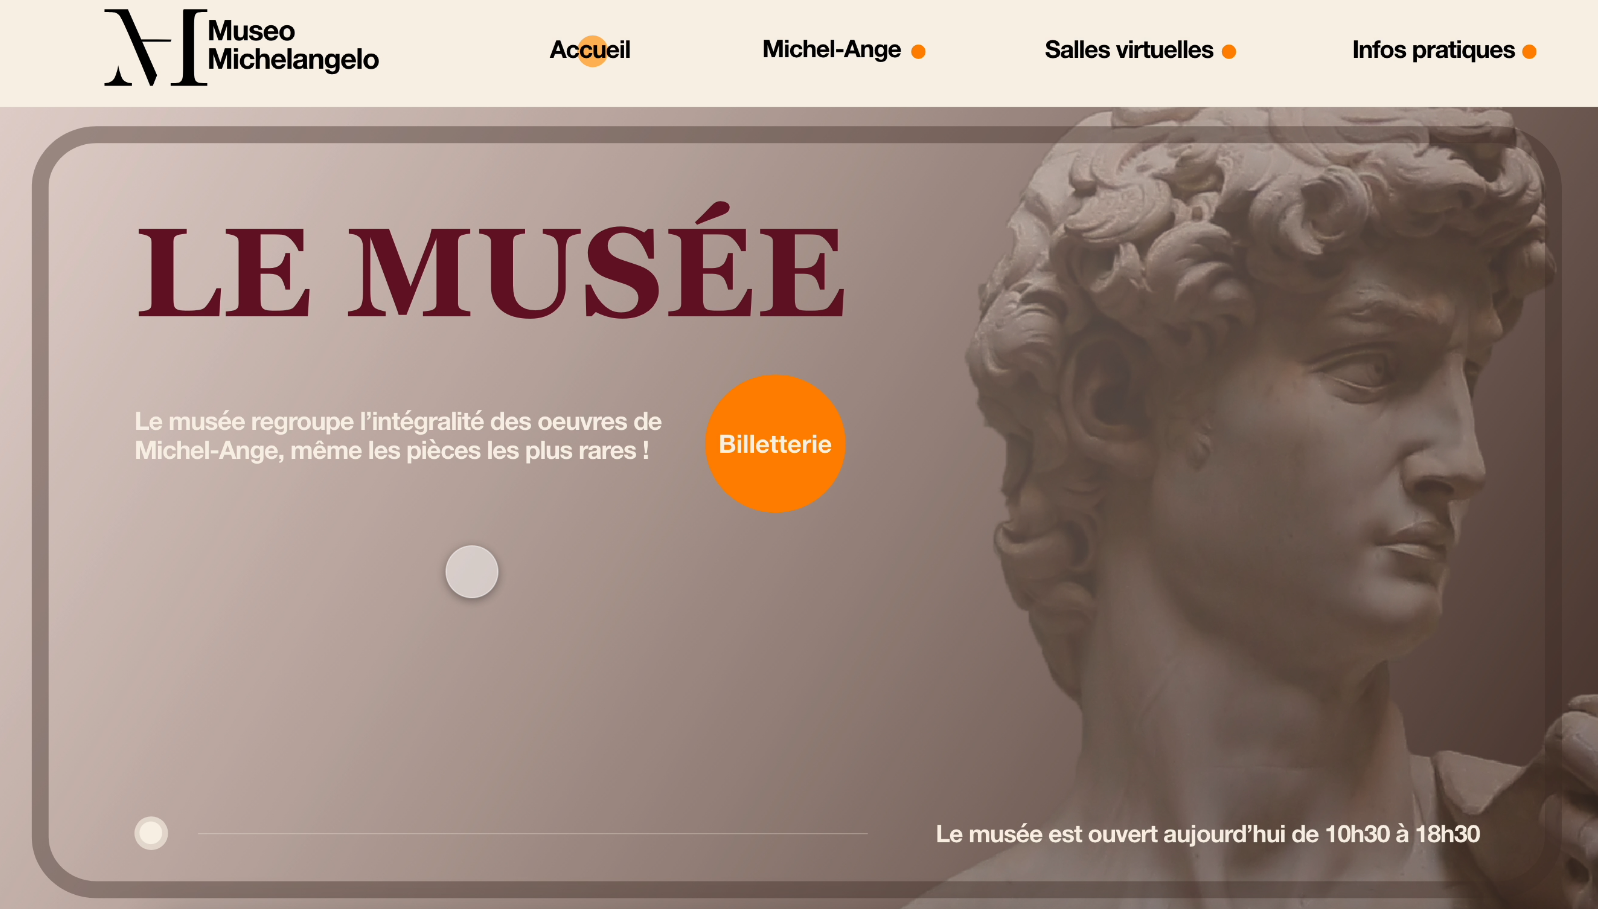 Museo
Michelangelo
Accueil
Michel-Ange
Salles virtuelles
Infos pratiques
LE MUSÉE
Le musée regroupe l’intégralité des oeuvres de
Michel-Ange, même les pièces les plus rares !
Billetterie
Le musée est ouvert aujourd’hui de 10h30 à 18h30